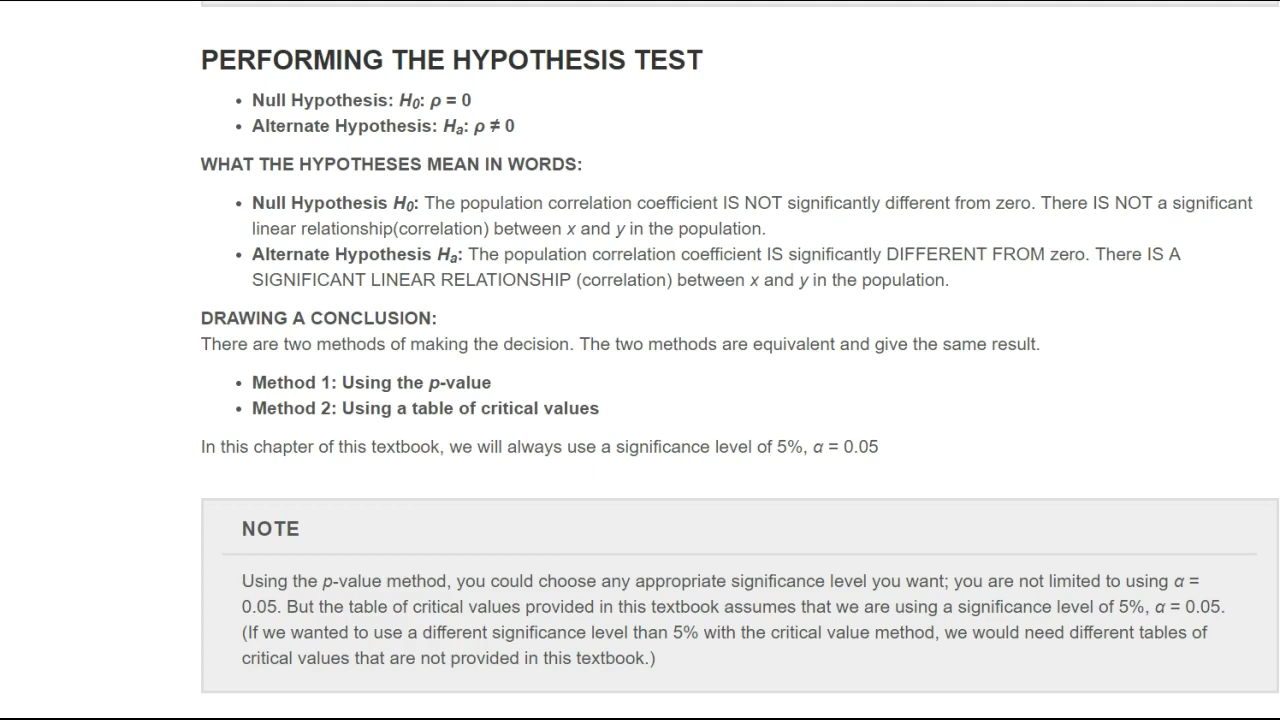 PERFORMING THE HYPOTHESIS TEST
• Null Hypothesis: H0: ρ = 0
• Alternate Hypothesis: Ha: ρ ≠ 0
WHAT THE HYPOTHESES MEAN IN WORDS:
• Null Hypothesis H0: The population correlation coefficient IS NOT significantly different from zero. There IS NOT a significant
linear relationship(correlation) between x and y in the population.
• Alternate Hypothesis Ha: The population correlation coefficient IS significantly DIFFERENT FROM zero. There IS A
SIGNIFICANT LINEAR RELATIONSHIP (correlation) between x and y in the population.
DRAWING A CONCLUSION:
There are two methods of making the decision. The two methods are equivalent and give the same result.
• Method 1: Using the p-value
• Method 2: Using a table of critical values
In this chapter of this textbook, we will always use a significance level of 5%, α = 0.05
NOTE
Using the p-value method, you could choose any appropriate significance level you want; you are not limited to using α =
0.05. But the table of critical values provided in this textbook assumes that we are using a significance level of 5%, α = 0.05.
(If we wanted to use a different significance level than 5% with the critical value method, we would need different tables of
critical values that are not provided in this textbook.)